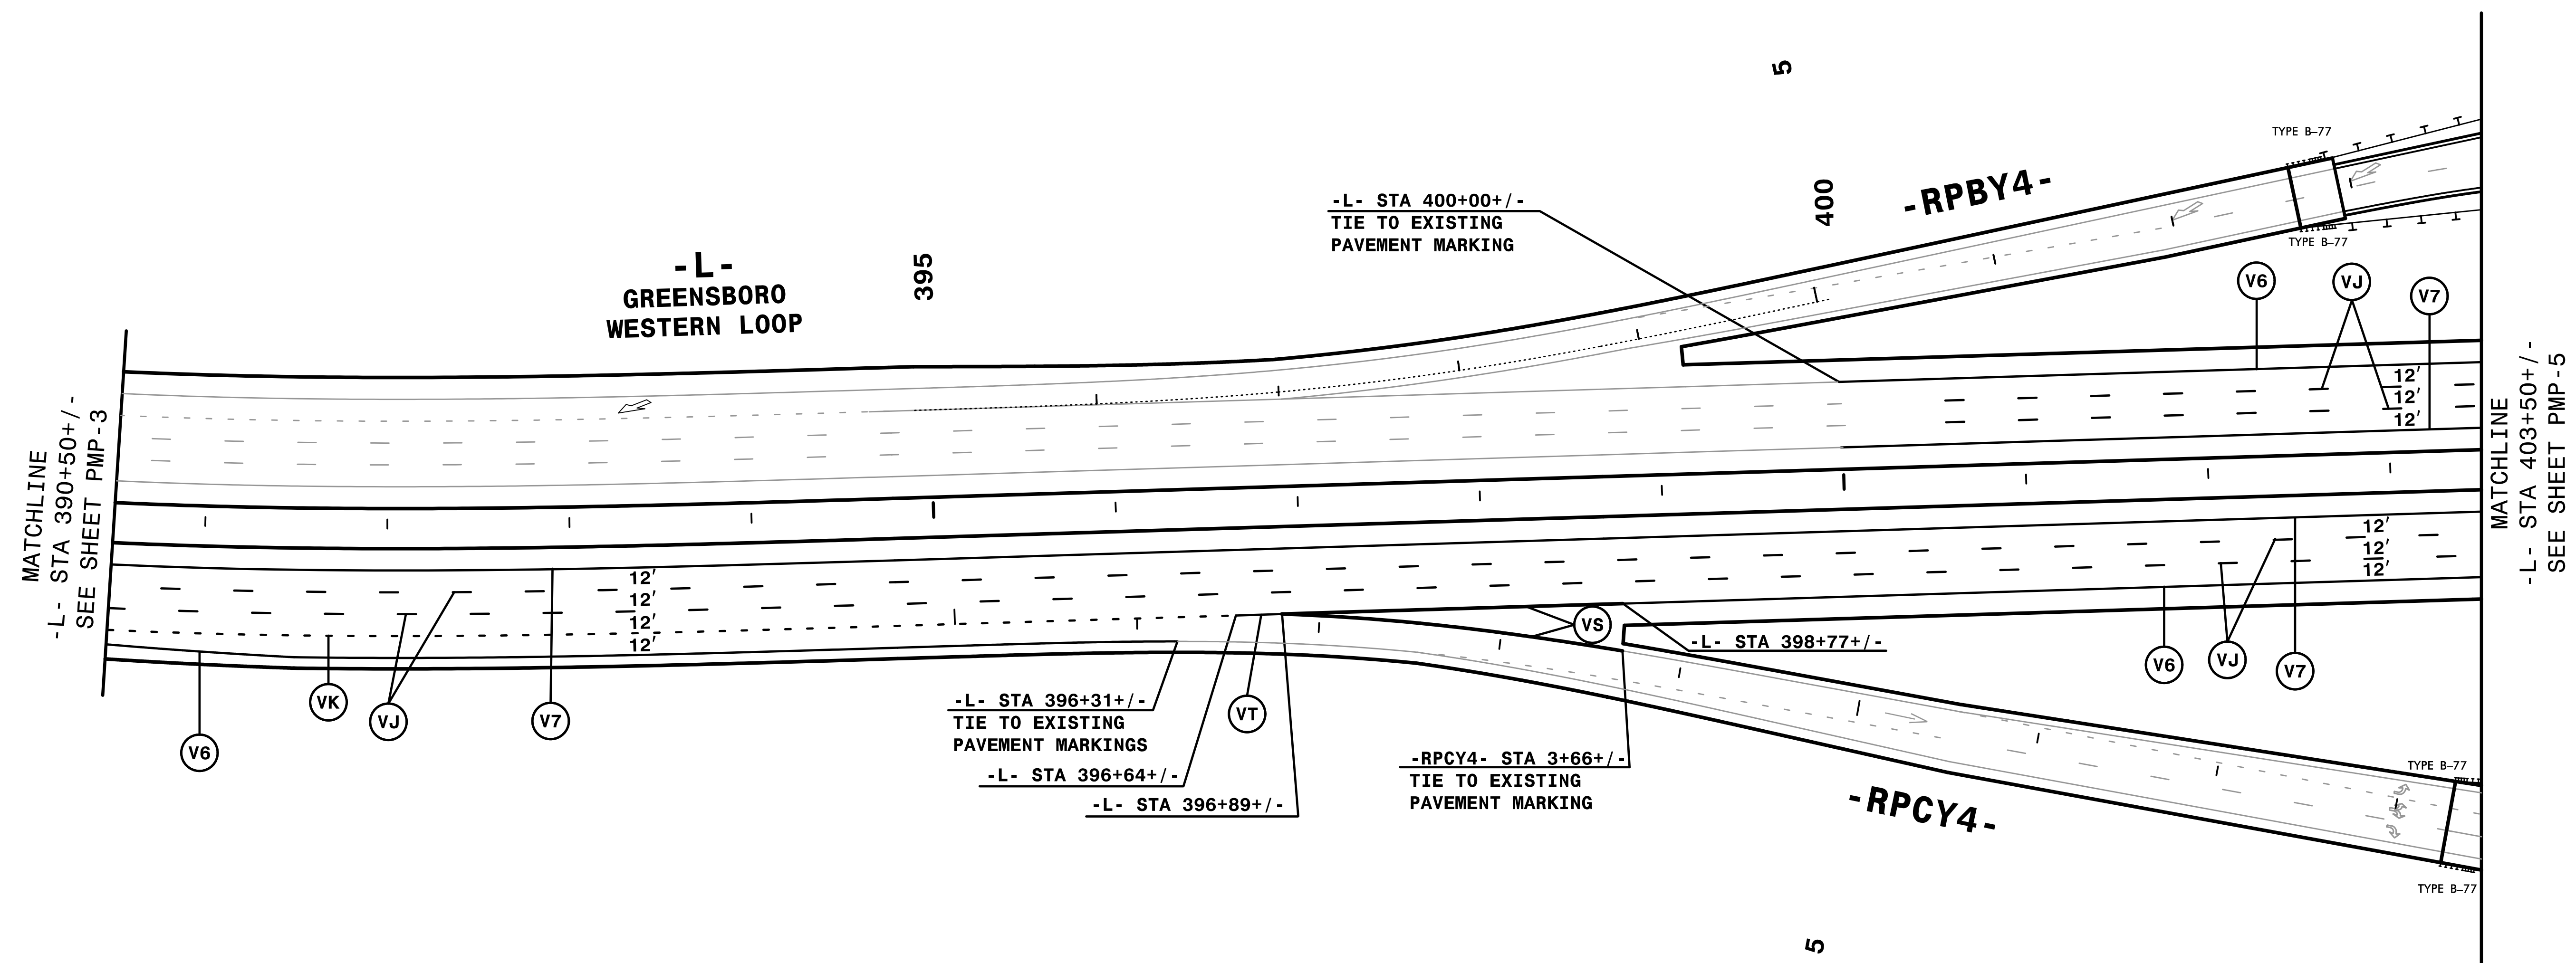 MATCHLINE
-L- STA 390+50+/-
SEE SHEET PMP-3
-L-
GREENSBORO
WESTERN LOOP
395
-L- STA 400+00+/-
TIE TO EXISTING
PAVEMENT MARKING
5
400
-RPBY4-
TYPE B-77
TYPE B-77
V6
VJ
V7
12'
12'
12'
MATCHLINE
-L- STA 403+50+/-
SEE SHEET PMP-5
12'
12'
12'
12'
12'
12'
12'
V6
VK
VJ
V7
-L- STA 396+31+/-
TIE TO EXISTING
PAVEMENT MARKINGS
-L- STA 396+64+/-
-L- STA 396+89+/-
VT
VS
-L- STA 398+77+/-
-RPCY4- STA 3+66+/-
TIE TO EXISTING
PAVEMENT MARKING
V6
VJ
V7
-RPCY4-
TYPE B-77
TYPE B-77
5